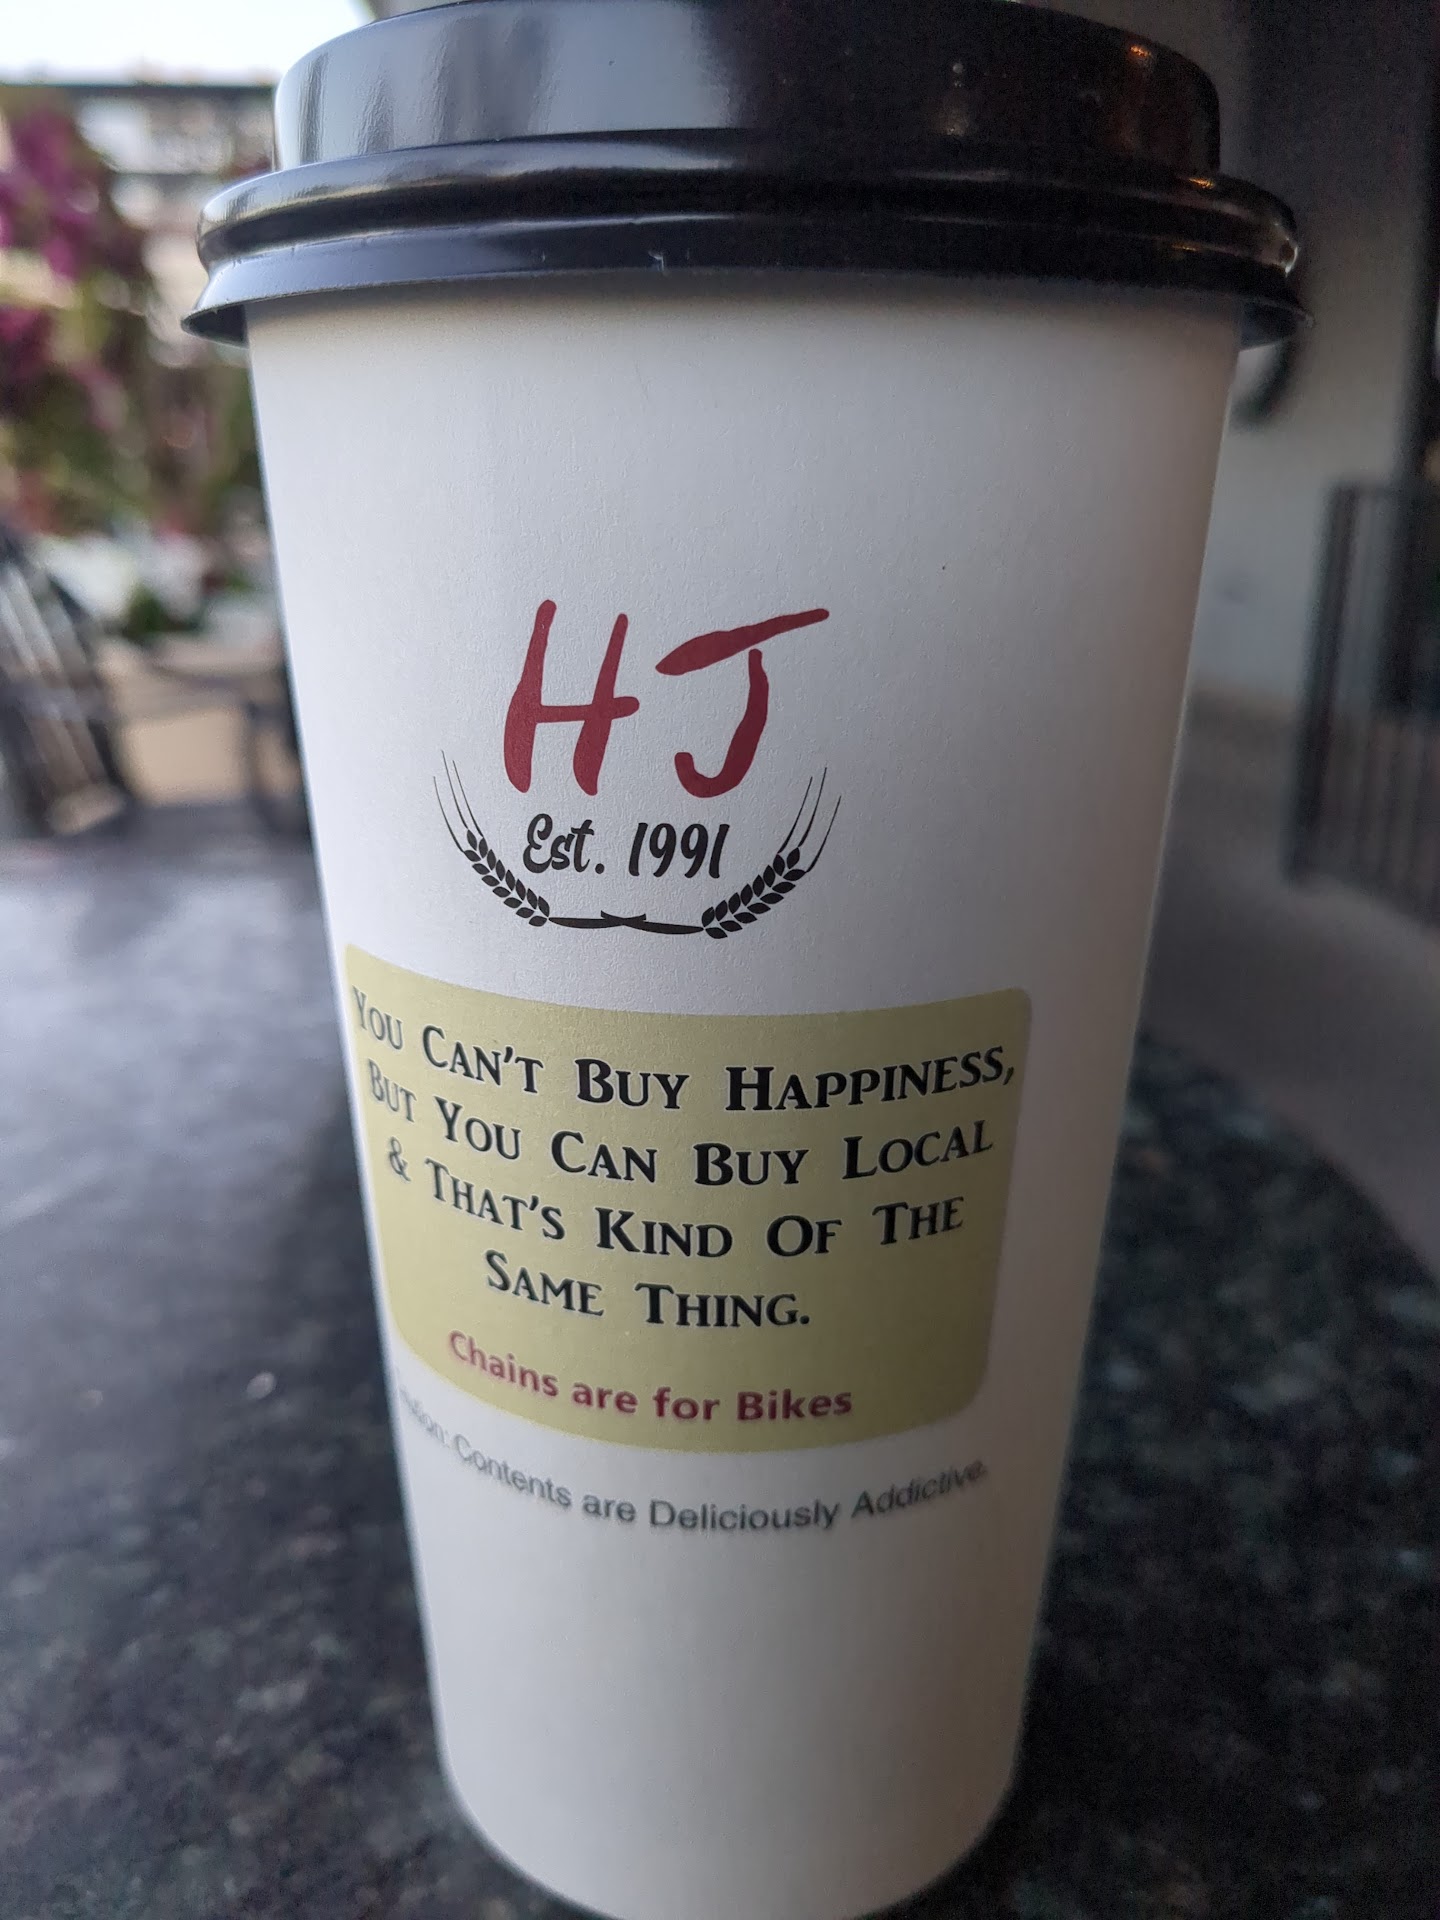 HJ
Est. 1991
You Can't Buy Happiness,
But You Can Buy Local
& That's Kind Of The
Same Thing.
Chains are for Bikes
Contents are Deliciously Addictive.